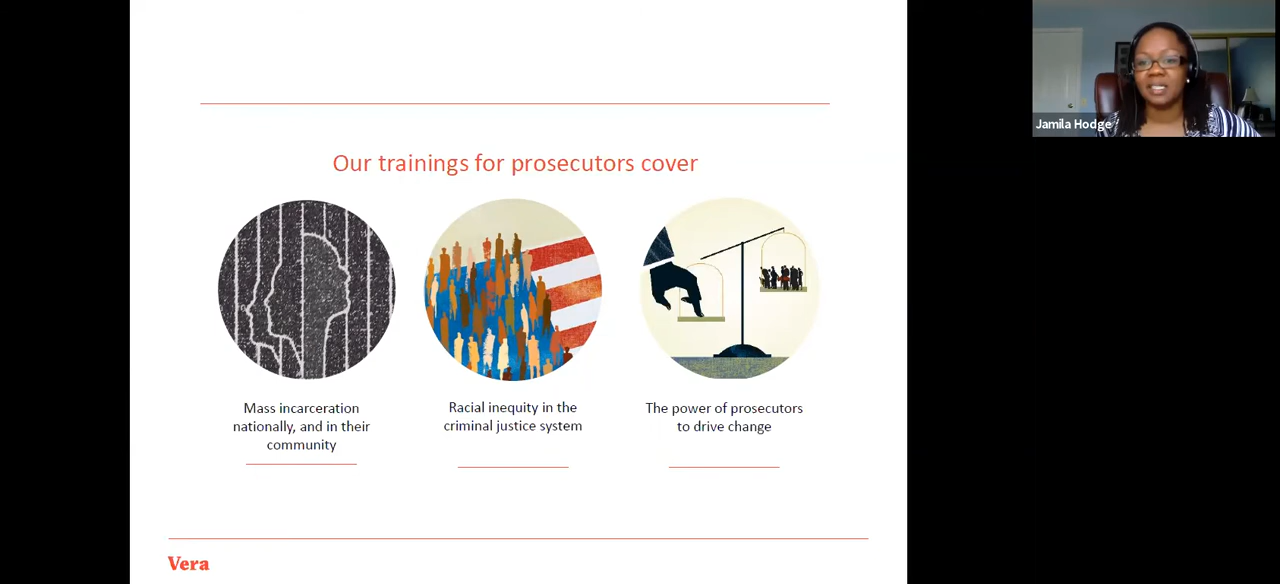 Jamila Hodge
Our trainings for prosecutors cover
Mass incarceration
nationally, and in their
community
Racial inequity in the
criminal justice system
The power of prosecutors
to drive change
Vera